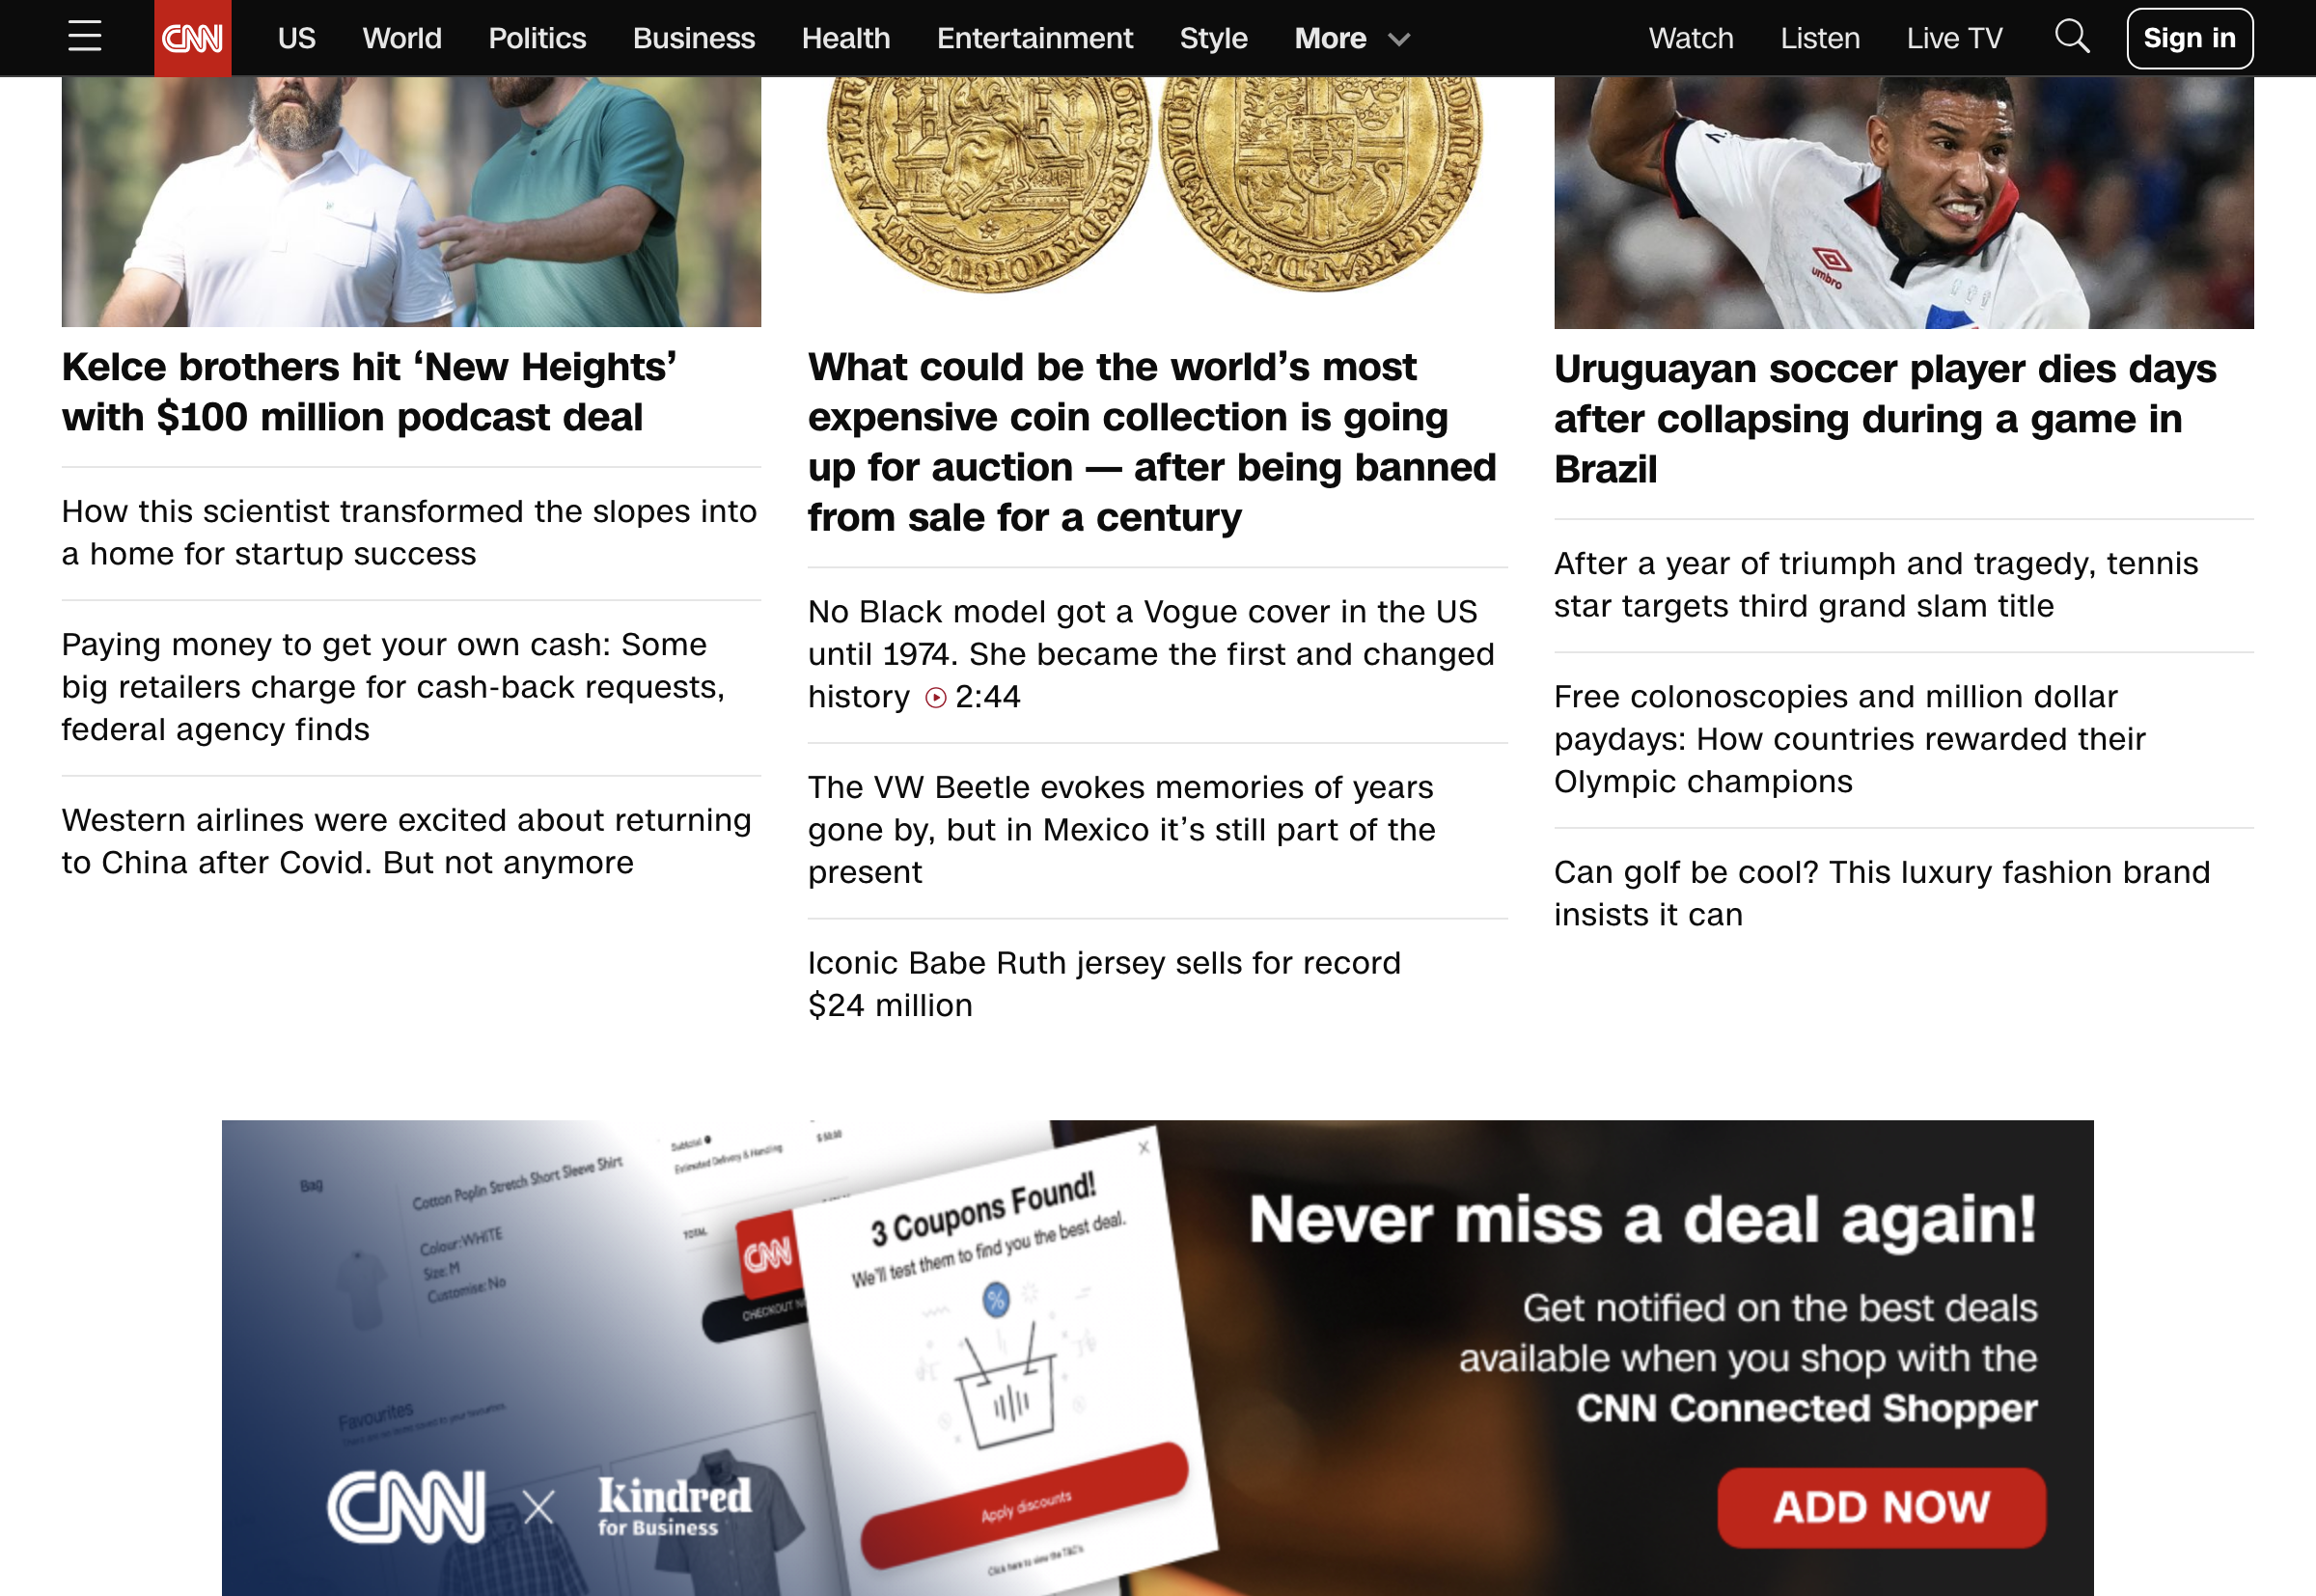 CNN
US World Politics Business Health Entertainment Style More
Watch Listen Live TV Sign in
Kelce brothers hit ‘New Heights’
with $100 million podcast deal
How this scientist transformed the slopes into
a home for startup success
Paying money to get your own cash: Some
big retailers charge for cash-back requests,
federal agency finds
Western airlines were excited about returning
to China after Covid. But not anymore
What could be the world’s most
expensive coin collection is going
up for auction — after being banned
from sale for a century
No Black model got a Vogue cover in the US
until 1974. She became the first and changed
history 2:44
The VW Beetle evokes memories of years
gone by, but in Mexico it’s still part of the
present
Iconic Babe Ruth jersey sells for record
$24 million
umbro
Uruguayan soccer player dies days
after collapsing during a game in
Brazil
After a year of triumph and tragedy, tennis
star targets third grand slam title
Free colonoscopies and million dollar
paydays: How countries rewarded their
Olympic champions
Can golf be cool? This luxury fashion brand
insists it can
Bag
Cotton Poplin Stretch Short Sleeve Shirt
Colour: WHITE
Size: M
Customise: No
Subtotal
Estimated Delivery & Handling
TOTAL
CNN
CHECKOUT
Favourites
3 Coupons Found!
We'll test them to find you the best deal.
%
Apply discounts
Click here to view the T&C's
CNN X Kindred
for Business
Never miss a deal again!
Get notified on the best deals
available when you shop with the
CNN Connected Shopper
ADD NOW